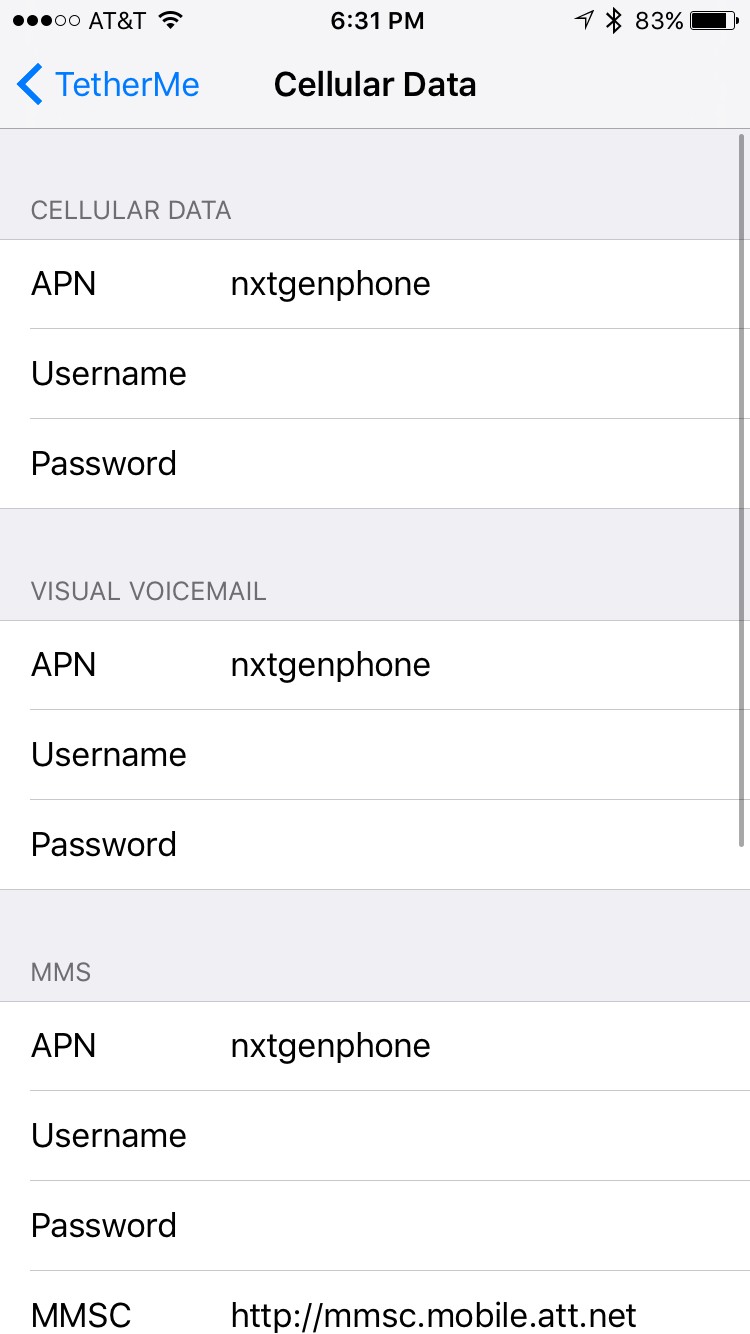 AT&T 6:31 PM 83%
TetherMe Cellular Data
CELLULAR DATA
APN nxtgenphone
Username
Password
VISUAL VOICEMAIL
APN nxtgenphone
Username
Password
MMS
APN nxtgenphone
Username
Password
MMSC http://mmsc.mobile.att.net